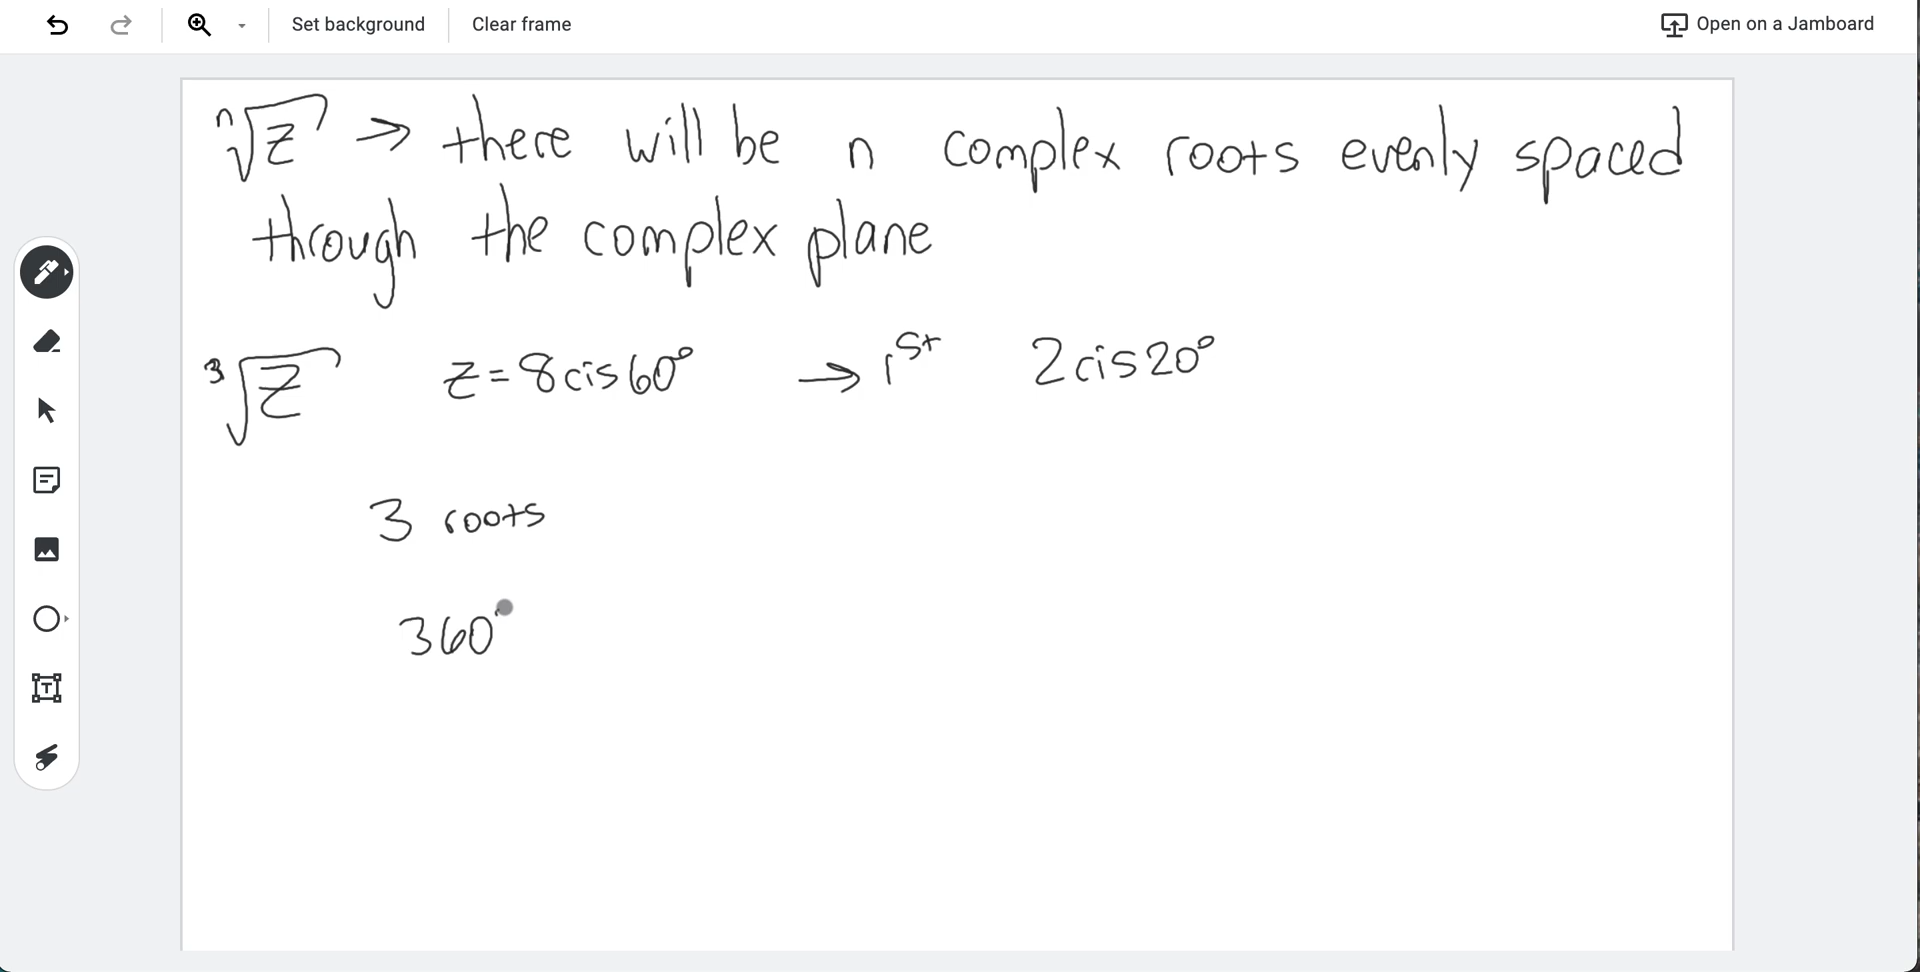 Set background Clear frame Open on a Jamboard
ⁿ√z → there will be n complex roots evenly spaced
through the complex plane
³√z z = 8cis60° → 1st 2cis20°
3 roots
360°
T